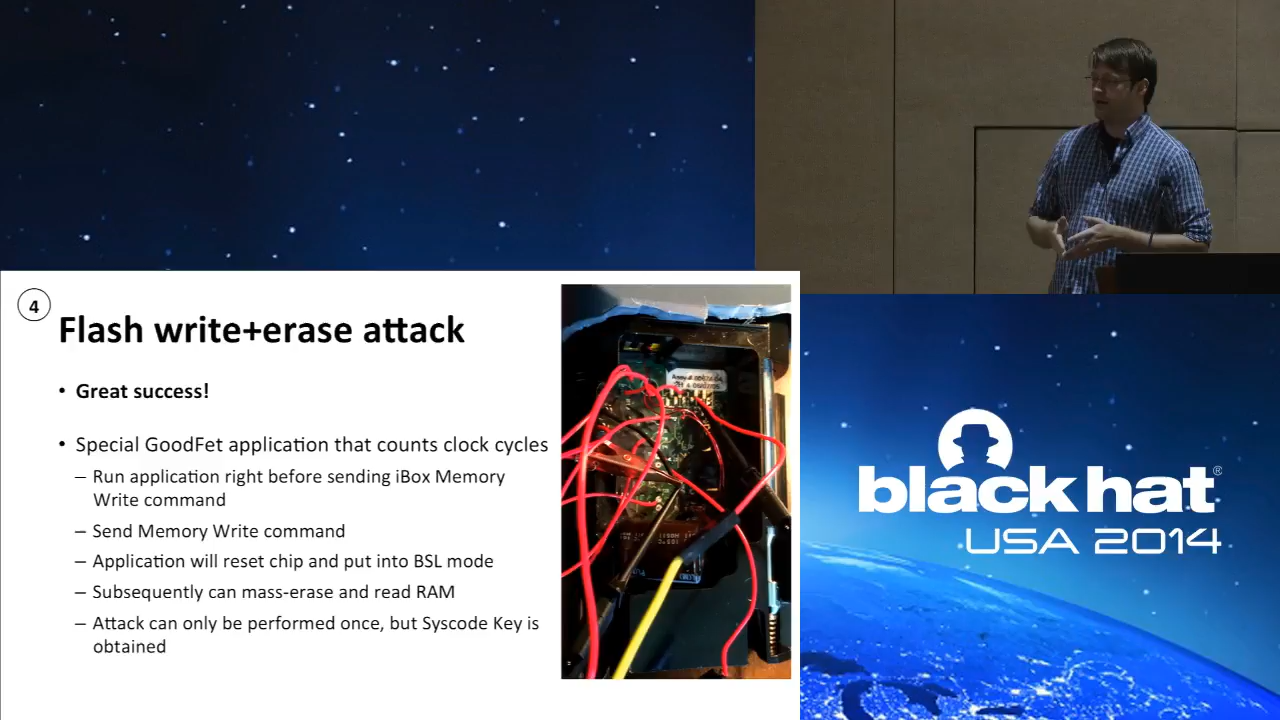 4
Flash write+erase attack
• Great success!
• Special GoodFet application that counts clock cycles
– Run application right before sending iBox Memory
Write command
– Send Memory Write command
– Application will reset chip and put into BSL mode
– Subsequently can mass-erase and read RAM
– Attack can only be performed once, but Syscode Key is
obtained
black hat®
USA 2014